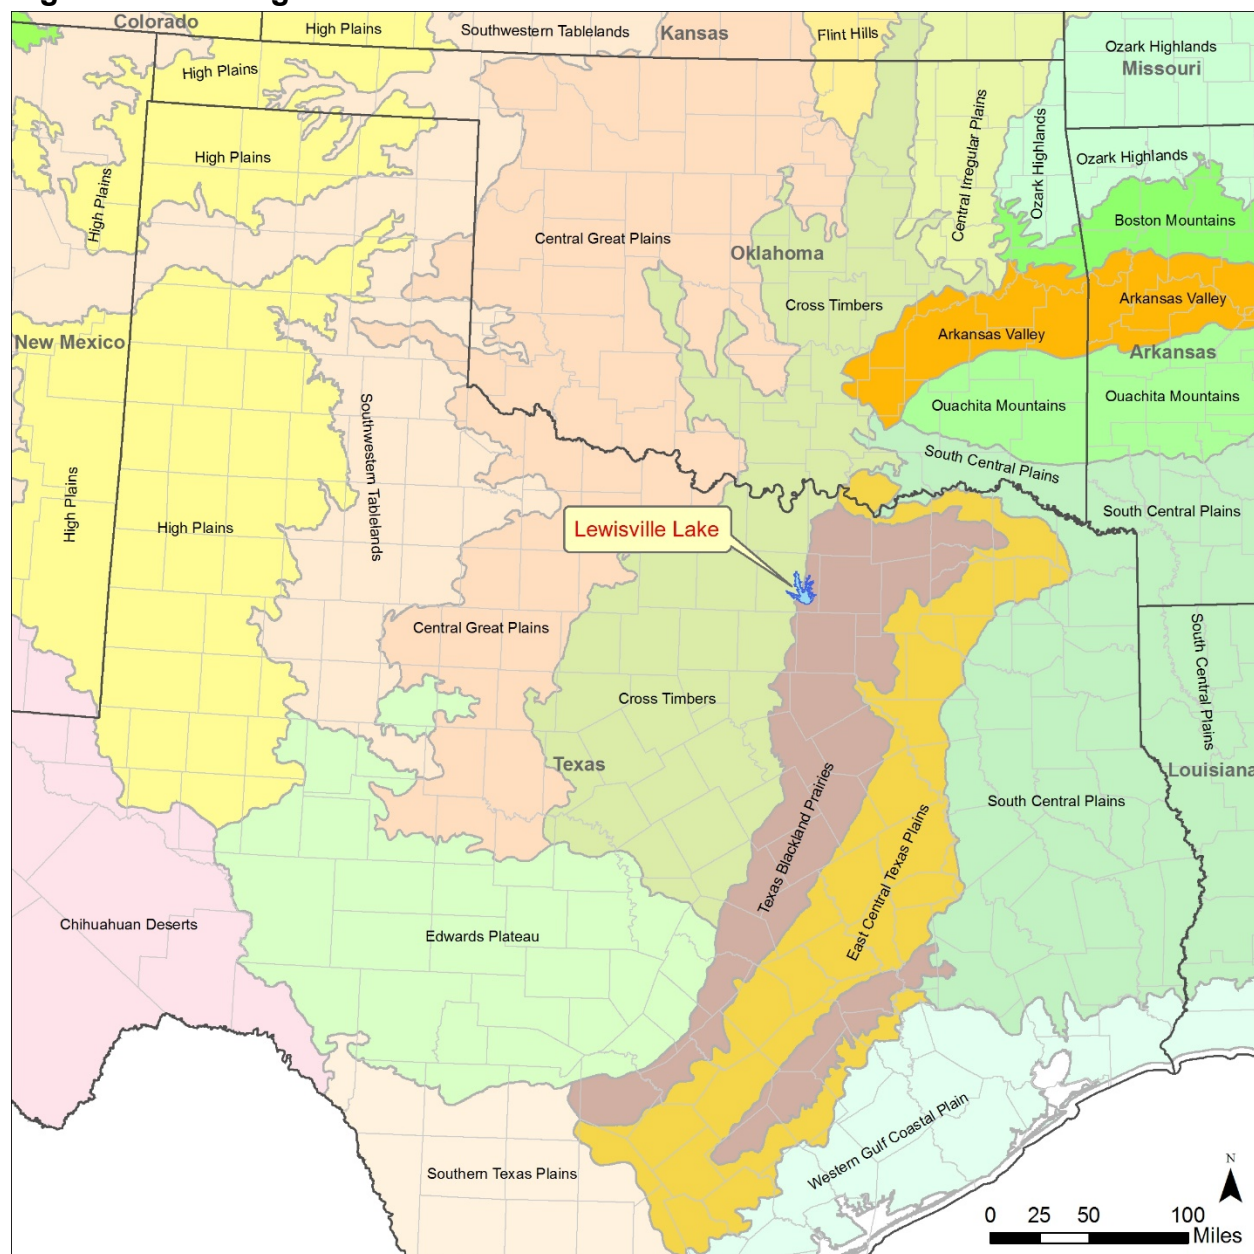 Colorado
High Plains
Southwestern Tablelands
Kansas
Flint Hills
Ozark Highlands
Missouri
High Plains
High Plains
High Plains
Central Irregular Plains
Ozark Highlands
Ozark Highlands
Boston Mountains
Central Great Plains
Oklahoma
Cross Timbers
Arkansas Valley
Arkansas Valley
New Mexico
Arkansas
Ouachita Mountains
Ouachita Mountains
Southwestern Tablelands
High Plains
High Plains
South Central Plains
South Central Plains
Lewisville Lake
Central Great Plains
South Central Plains
Cross Timbers
Texas
Louisiana
Texas Blackland Prairies
South Central Plains
East Central Texas Plains
Chihuahuan Deserts
Edwards Plateau
Western Gulf Coastal Plain
Southern Texas Plains
N
0 25 50 100
Miles